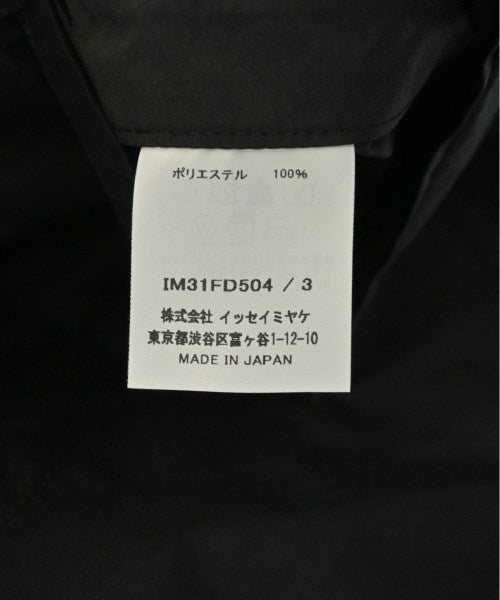 ポリエステル 100%
IM31FD504 / 3
株式会社 イッセイミヤケ
東京都渋谷区富ヶ谷1-12-10
MADE IN JAPAN